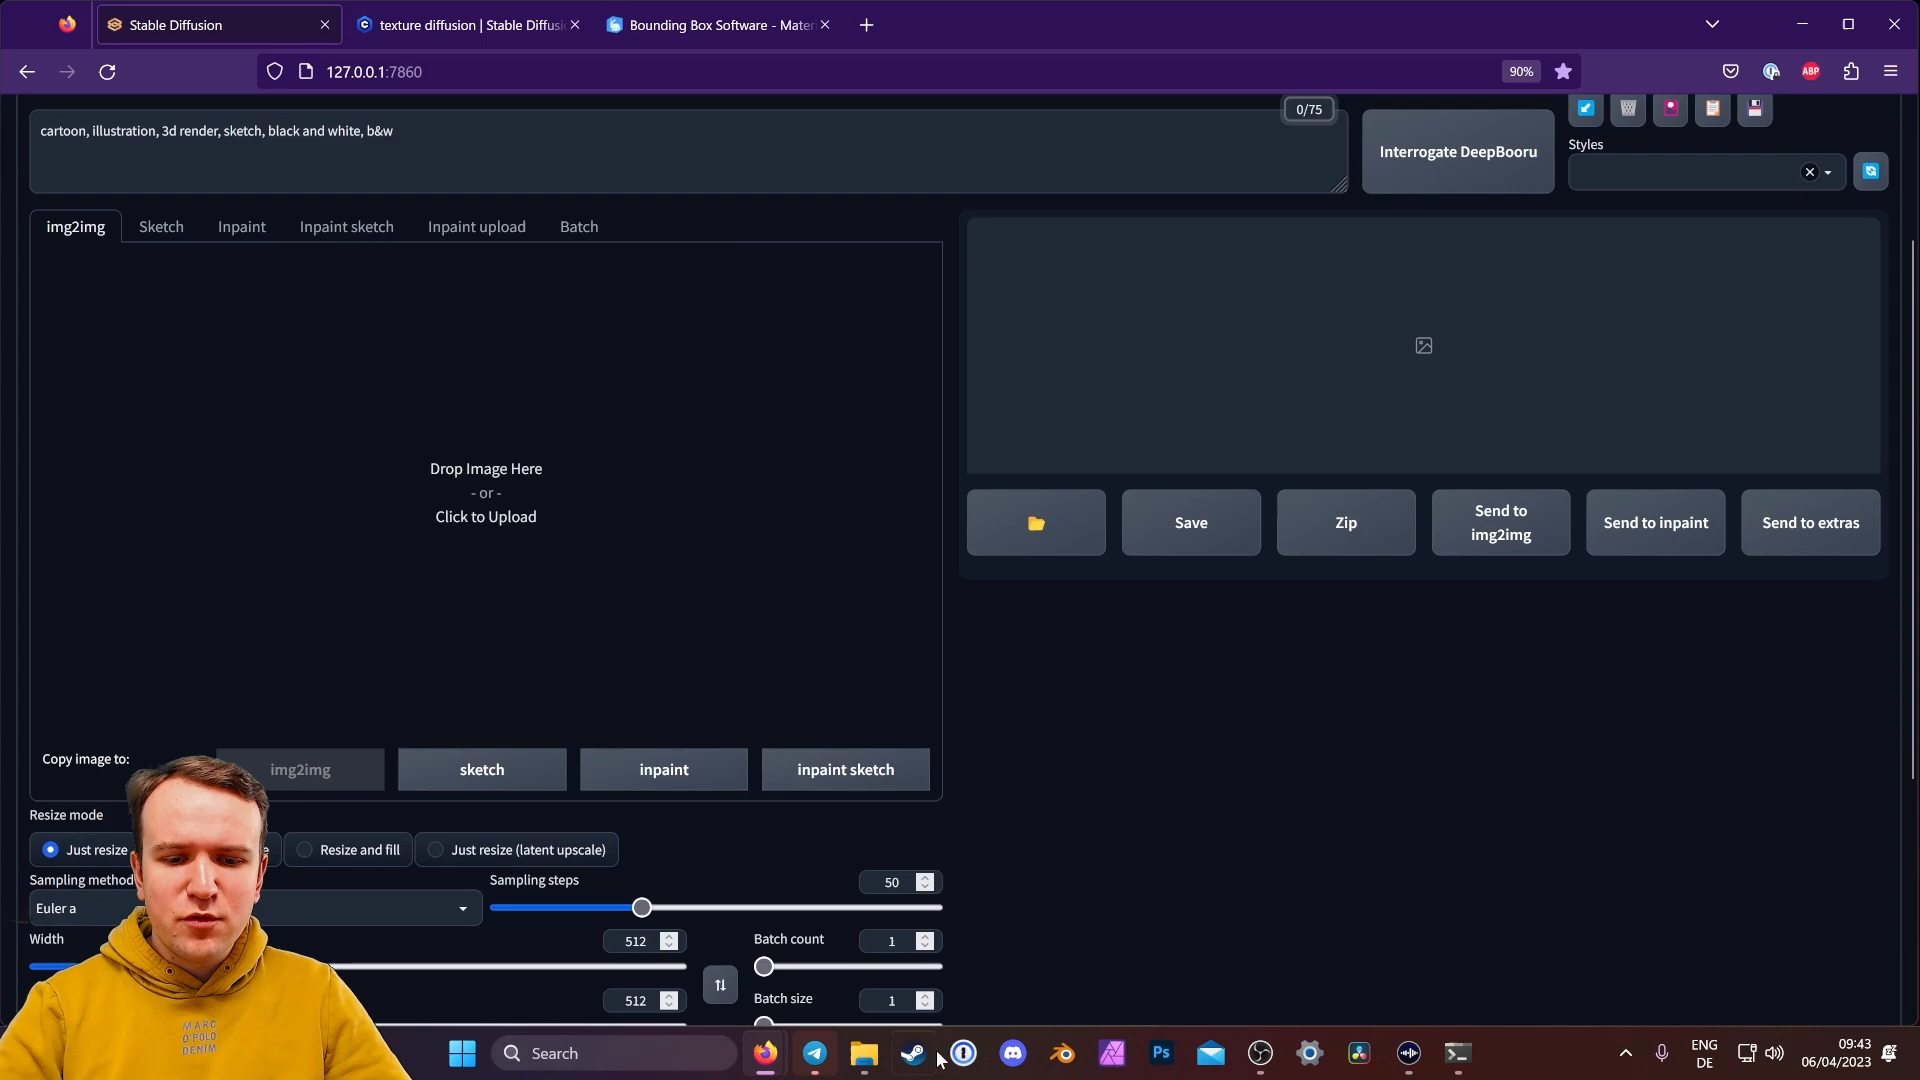 Stable Diffusion
texture diffusion | Stable Diffusi
Bounding Box Software - Mater
127.0.0.1:7860
90%
ABP
0/75
cartoon, illustration, 3d render, sketch, black and white, b&w
Interrogate DeepBooru
Styles
img2img
Sketch
Inpaint
Inpaint sketch
Inpaint upload
Batch
Drop Image Here
- or -
Click to Upload
Save
Zip
Send to
img2img
Send to inpaint
Send to extras
Copy image to:
img2img
sketch
inpaint
inpaint sketch
Resize mode
Just resize
e
Resize and fill
Just resize (latent upscale)
Sampling method
Sampling steps
50
Euler a
Width
512
Batch count
1
512
Batch size
1
MARC
O'POLO
DENIM
Search
Ps
ENG
DE
09:43
06/04/2023